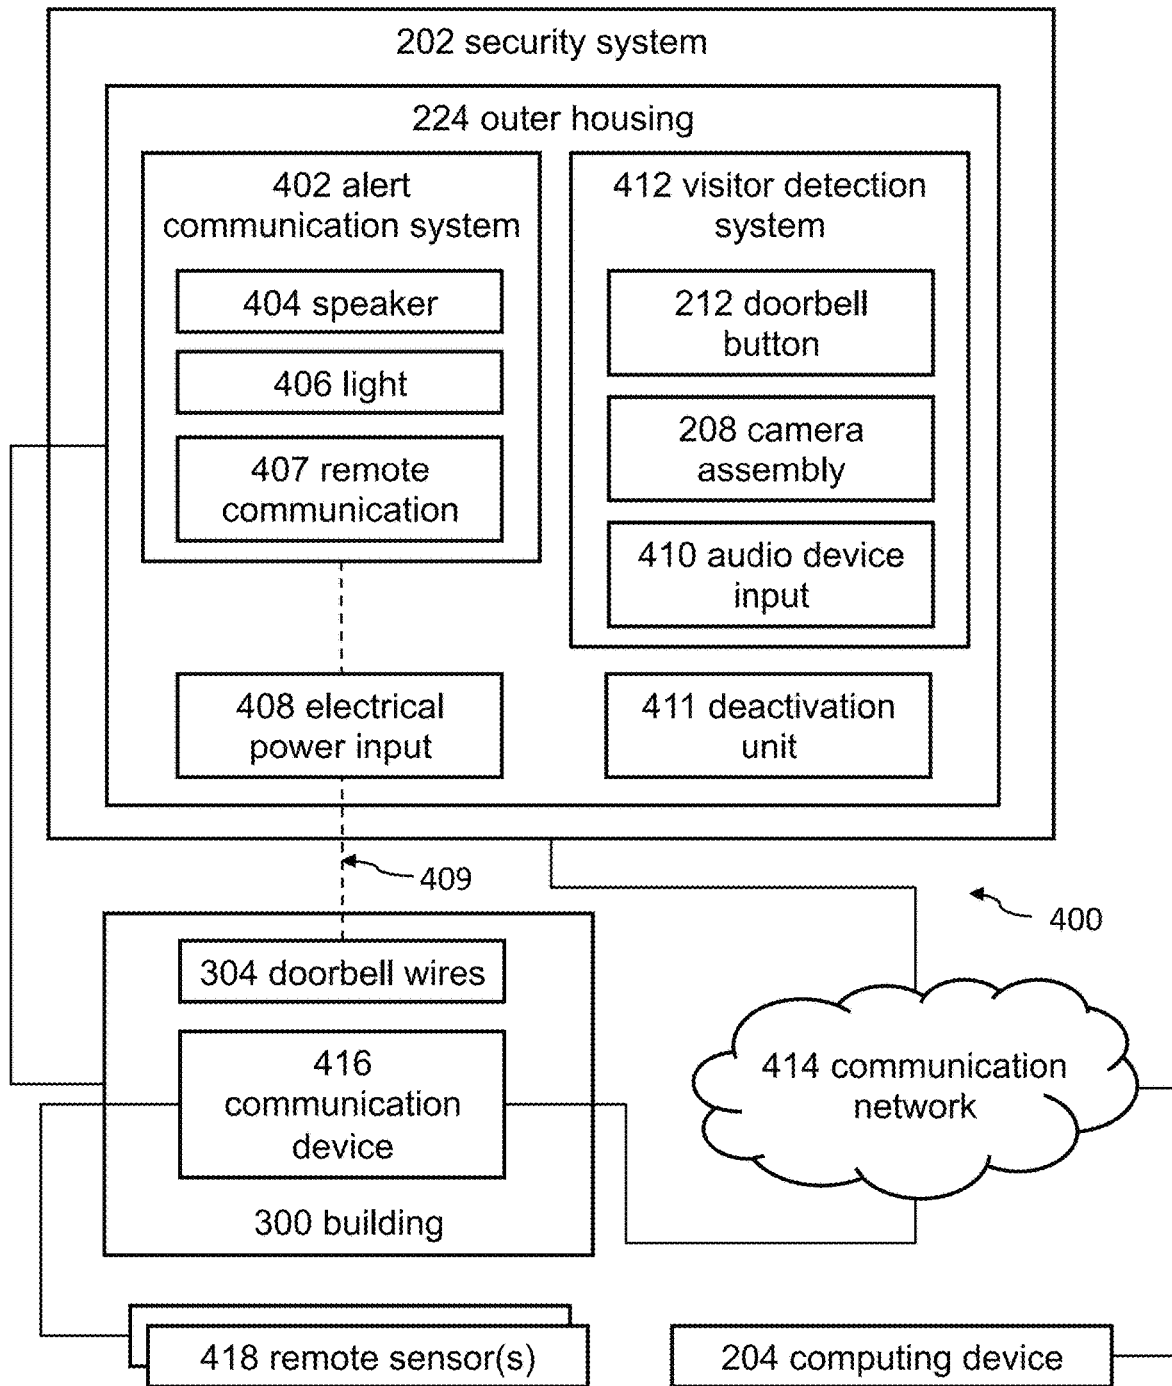 202 security system
224 outer housing
402 alert
communication system
404 speaker
406 light
407 remote
communication
412 visitor detection
system
212 doorbell
button
208 camera
assembly
410 audio device
input
408 electrical
power input
411 deactivation
unit
409
400
304 doorbell wires
416
communication
device
300 building
414 communication
network
418 remote sensor(s)
204 computing device